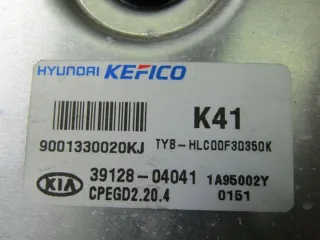 HYUNDAI KEFICO
K41
9001330020KJ TYB-HLC00F30350K
KIA 39128-04041 1A95002Y
CPEGD2.20.4 0151